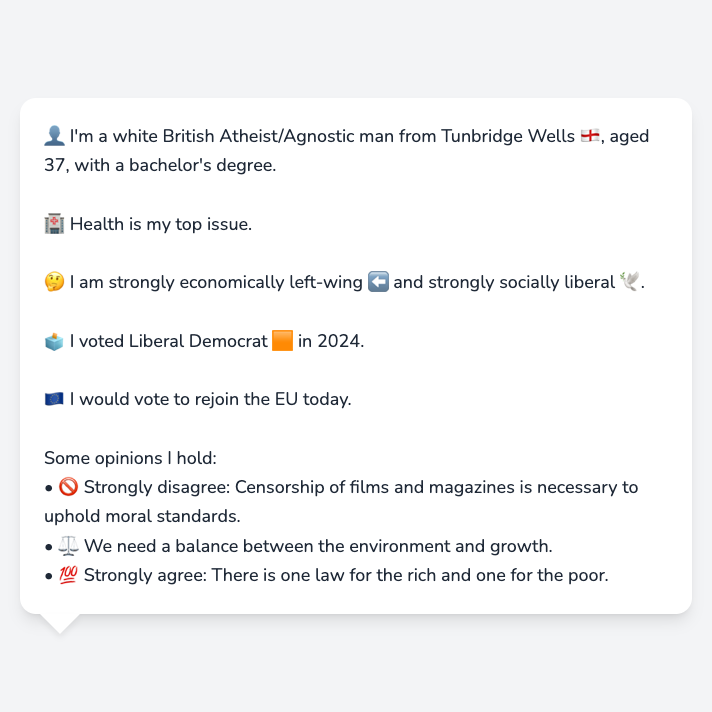 👤 I'm a white British Atheist/Agnostic man from Tunbridge Wells 🏴󠁧󠁢󠁥󠁮󠁧󠁿, aged
37, with a bachelor's degree.
🏥 Health is my top issue.
🤔 I am strongly economically left-wing ⬅️ and strongly socially liberal 🕊️.
🗳️ I voted Liberal Democrat 🟧 in 2024.
🇪🇺 I would vote to rejoin the EU today.
Some opinions I hold:
• 🚫 Strongly disagree: Censorship of films and magazines is necessary to
uphold moral standards.
• ⚖️ We need a balance between the environment and growth.
• 💯 Strongly agree: There is one law for the rich and one for the poor.